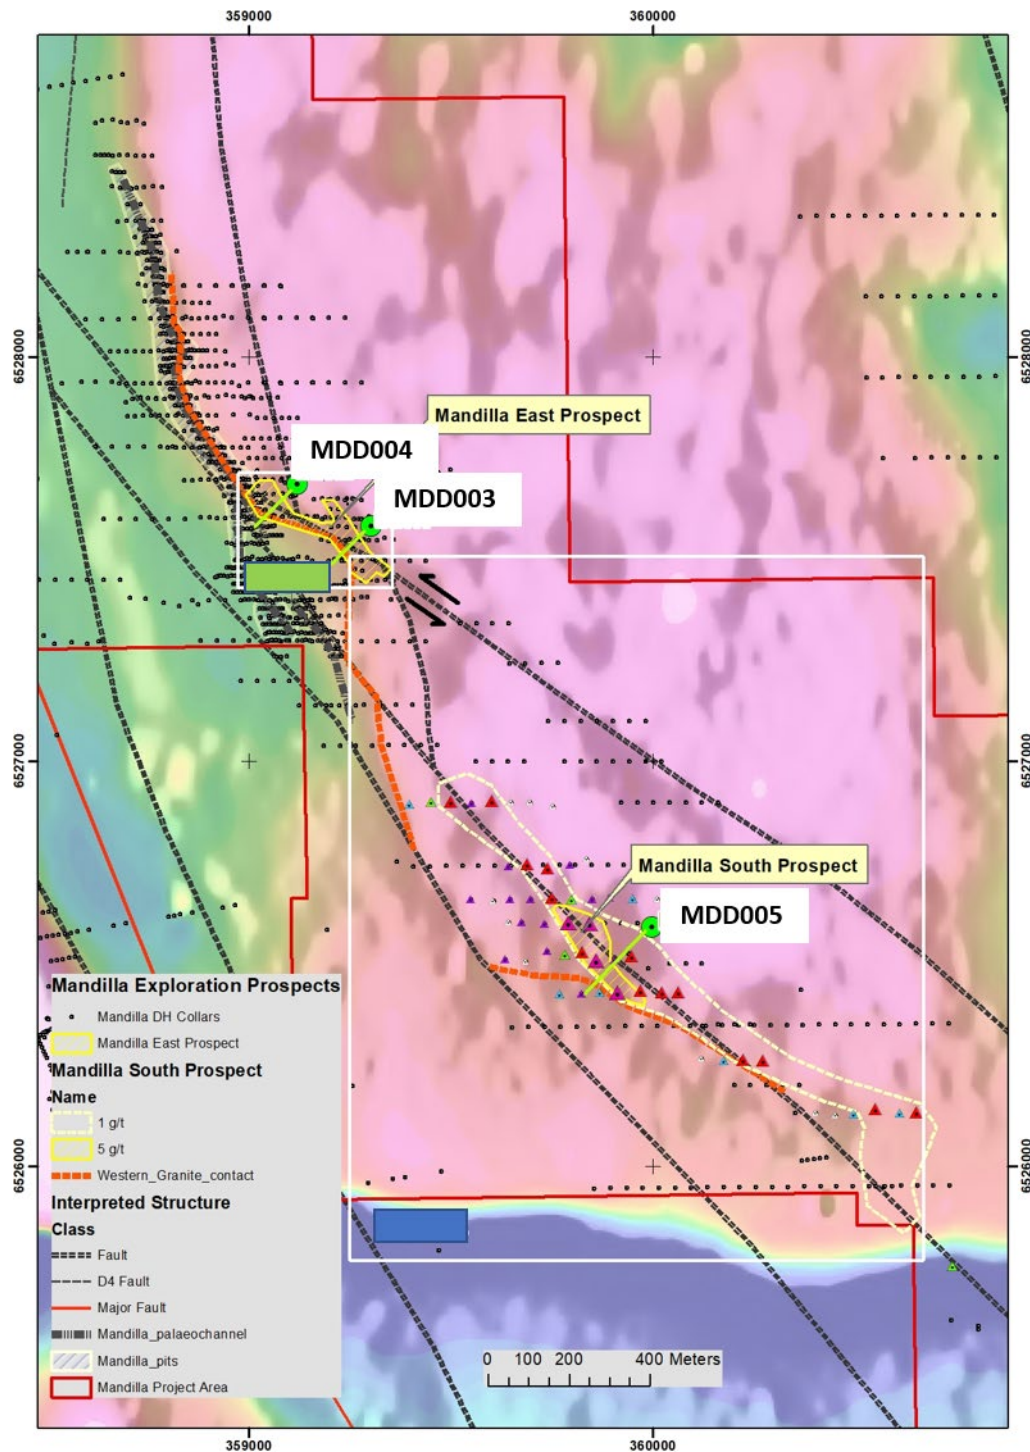 359000
360000
6528000
6528000
Mandilla East Prospect
MDD004
MDD003
6527000
6527000
Mandilla South Prospect
MDD005
Mandilla Exploration Prospects
Mandilla DH Collars
Mandilla East Prospect
Mandilla South Prospect
Name
1 g/t
5 g/t
Western_Granite_contact
Interpreted Structure
Class
Fault
D4 Fault
Major Fault
Mandilla_palaeochannel
Mandilla_pits
Mandilla Project Area
6526000
6526000
0 100 200 400 Meters
359000
360000